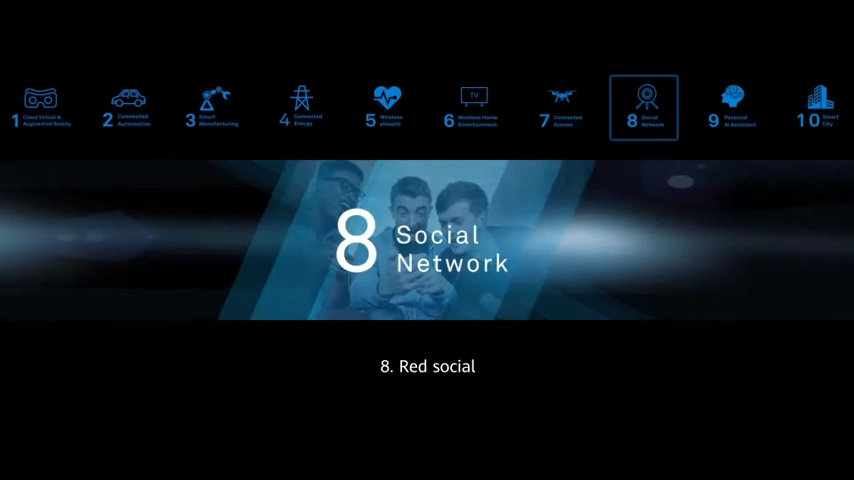 1 Cloud Virtual &
Augmented Reality
2 Connected
Automotive
3 Smart
Manufacturing
4 Connected
Energy
5 Wireless
eHealth
TV
6 Wireless Home
Entertainment
7 Connected
Drones
8 Social
Network
9 Personal
AI Assistant
10 Smart
City
8 Social
Network
8. Red social